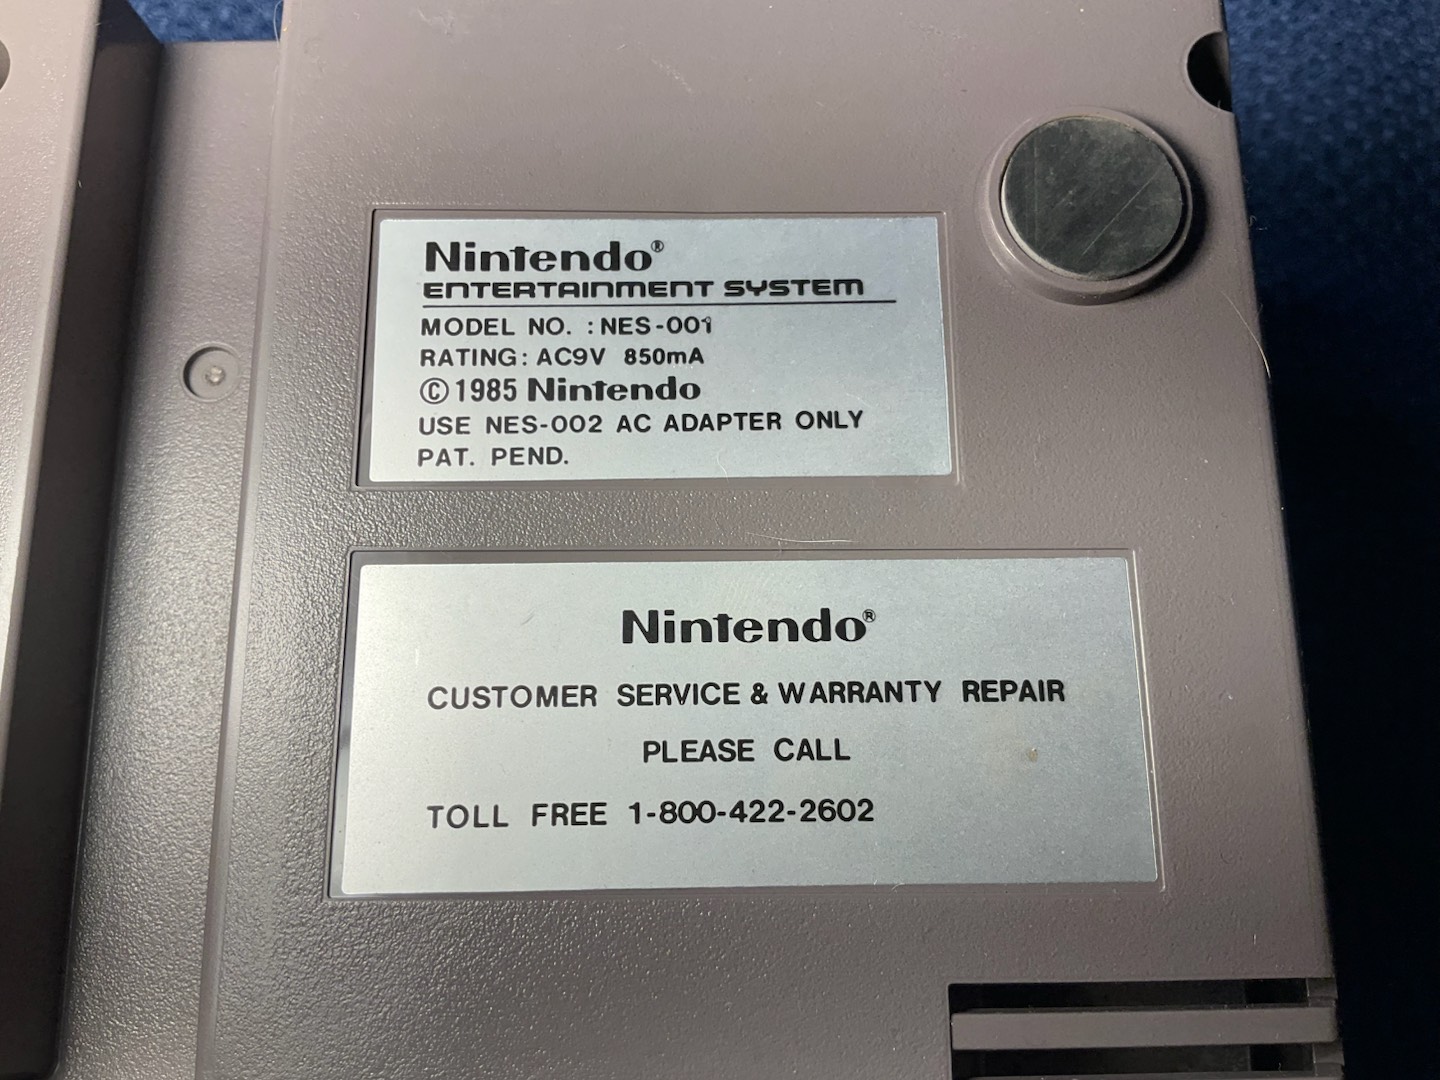 Nintendo®
ENTERTAINMENT SYSTEM
MODEL NO. : NES-001
RATING: AC9V 850mA
©1985 Nintendo
USE NES-002 AC ADAPTER ONLY
PAT. PEND.
Nintendo®
CUSTOMER SERVICE & WARRANTY REPAIR
PLEASE CALL
TOLL FREE 1-800-422-2602